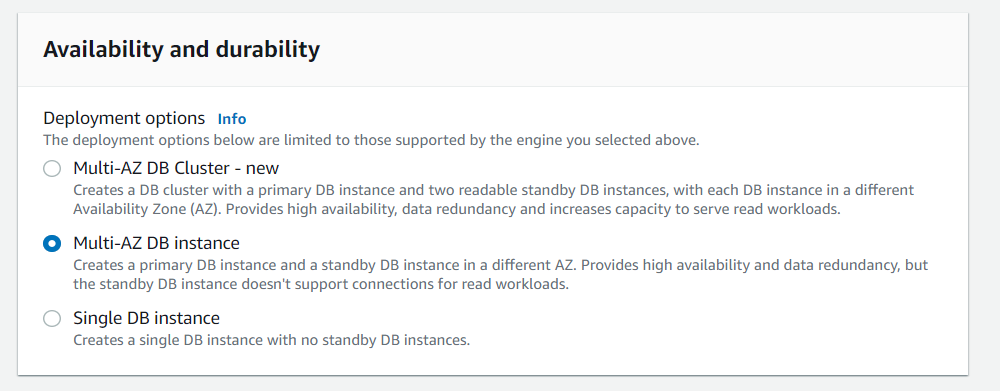 Availability and durability
Deployment options Info
The deployment options below are limited to those supported by the engine you selected above.
Multi-AZ DB Cluster - new
Creates a DB cluster with a primary DB instance and two readable standby DB instances, with each DB instance in a different
Availability Zone (AZ). Provides high availability, data redundancy and increases capacity to serve read workloads.
Multi-AZ DB instance
Creates a primary DB instance and a standby DB instance in a different AZ. Provides high availability and data redundancy, but
the standby DB instance doesn't support connections for read workloads.
Single DB instance
Creates a single DB instance with no standby DB instances.